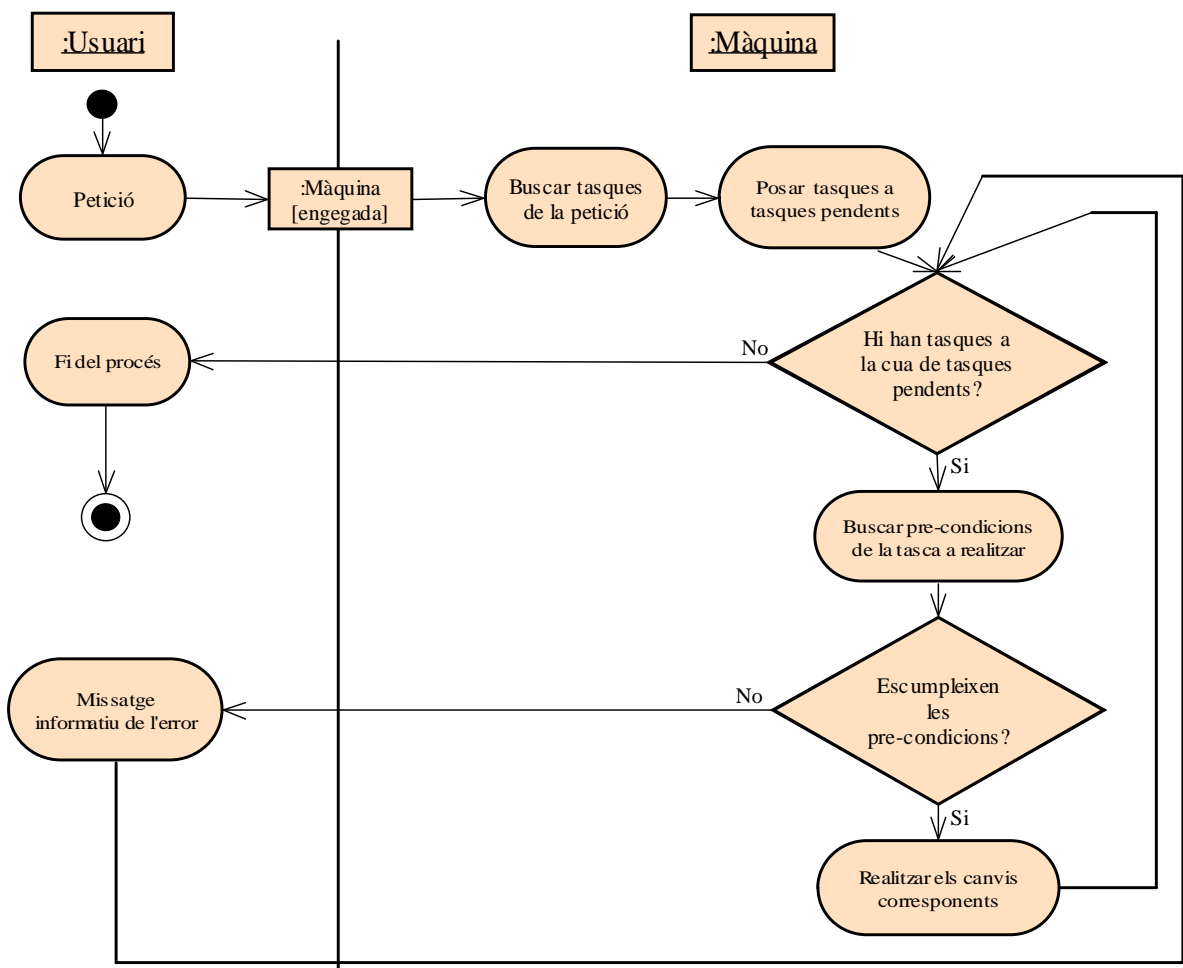 :Usuari
:Màquina
Petició
:Màquina
[engegada]
Buscar tasques
de la petició
Posar tasques a
tasques pendents
Hi han tasques a
la cua de tasques
pendents?
No
Fi del procés
Si
Buscar pre-condicions
de la tasca a realitzar
Es cumpleixen
les
pre-condicions?
No
Missatge
informatiu de l'error
Si
Realitzar els canvis
corresponents